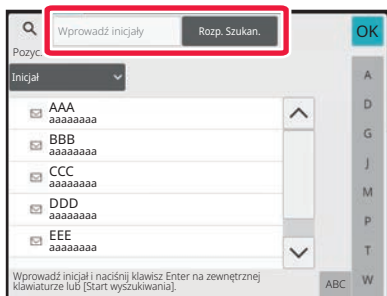 Wprowadź inicjały
Rozp. Szukan.
OK
Pozyc.
Inicjał
AAA
aaaaaaaa
BBB
aaaaaaaa
CCC
aaaaaaaa
DDD
aaaaaaaa
EEE
aaaaaaaa
A
D
G
J
M
P
T
W
Wprowadź inicjał i naciśnij klawisz Enter na zewnętrznej
klawiaturze lub [Start wyszukiwania].
ABC